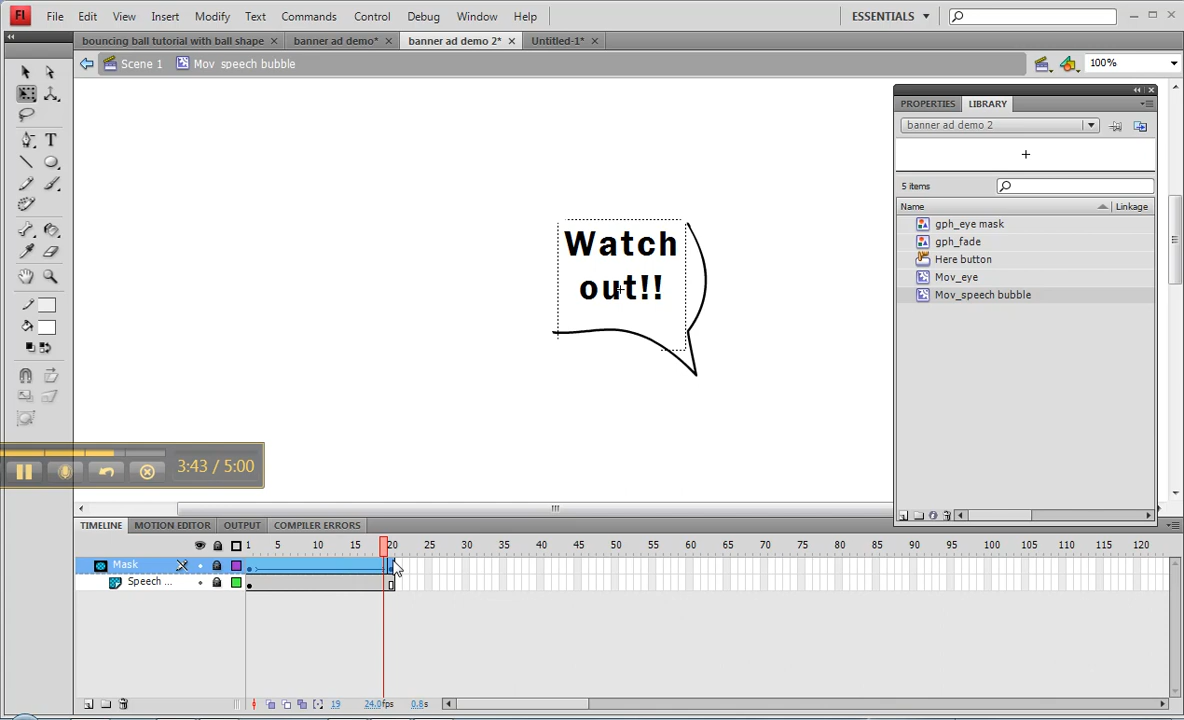 Fl File Edit View Insert Modify Text Commands Control Debug Window Help ESSENTIALS
bouncing ball tutorial with ball shape banner ad demo* banner ad demo 2* Untitled-1*
Scene 1 Mov speech bubble 100%
PROPERTIES LIBRARY
banner ad demo 2
5 items
Name Linkage
gph_eye mask
gph_fade
Here button
Mov_eye
Mov_speech bubble
Watch
out!!
3:43 / 5:00
TIMELINE MOTION EDITOR OUTPUT COMPILER ERRORS
1 5 10 15 20 25 30 35 40 45 50 55 60 65 70 75 80 85 90 95 100 105 110 115 120
Mask
Speech ...
19 24.0fps 0.8s